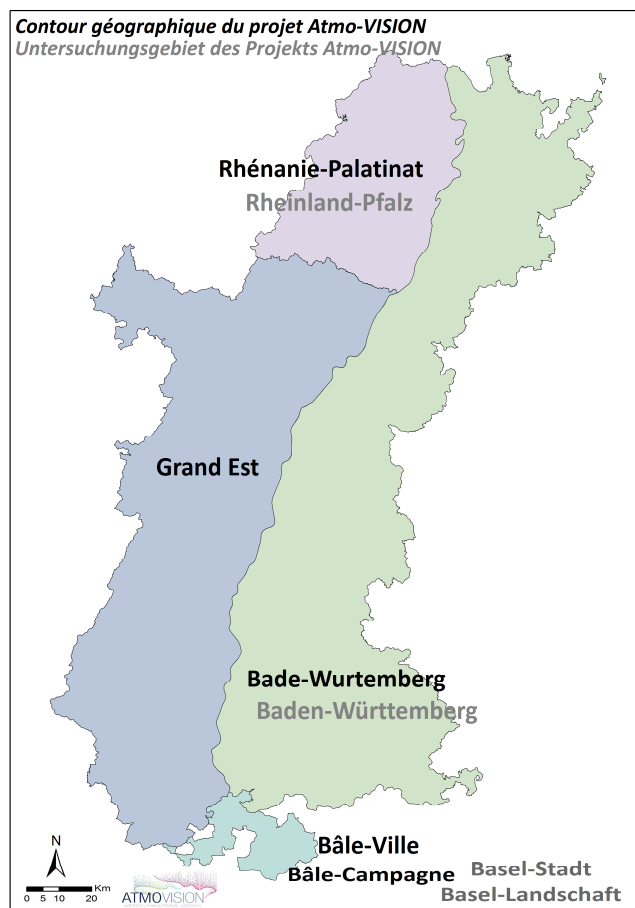 Contour géographique du projet Atmo-VISION
Untersuchungsgebiet des Projekts Atmo-VISION
Rhénanie-Palatinat
Rheinland-Pfalz
Grand Est
Bade-Wurtemberg
Baden-Württemberg
Bâle-Ville
Bâle-Campagne
Basel-Stadt
Basel-Landschaft
N
Km
0 5 10 20
ATMOVISION